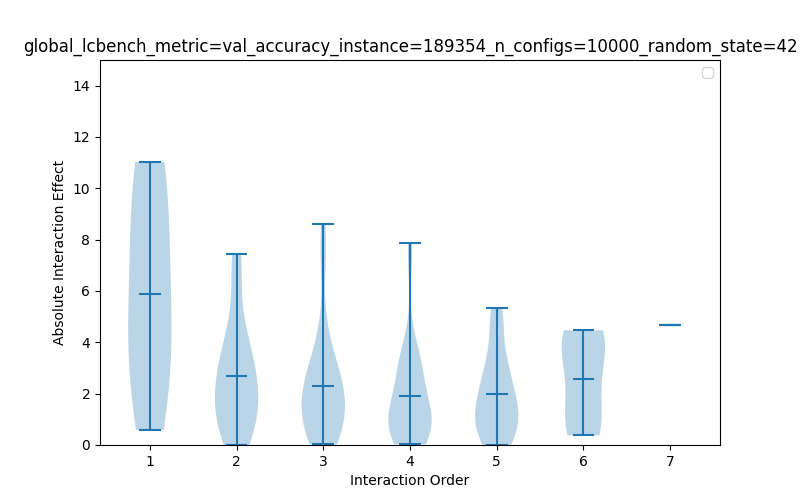 global_lcbench_metric=val_accuracy_instance=189354_n_configs=10000_random_state=42
Absolute Interaction Effect
14
12
10
8
6
4
2
0
1 2 3 4 5 6 7
Interaction Order